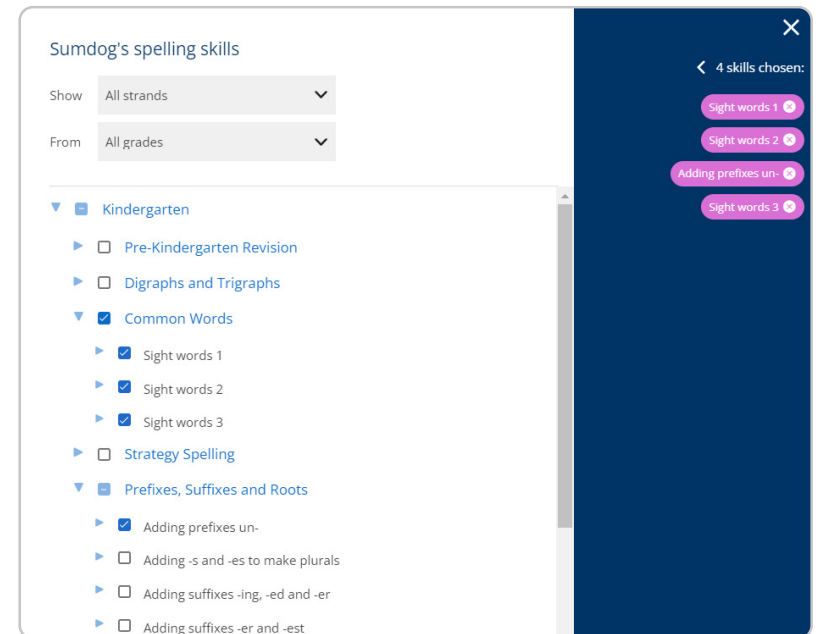 Sumdog's spelling skills
Show All strands
From All grades
Kindergarten
Pre-Kindergarten Revision
Digraphs and Trigraphs
Common Words
Sight words 1
Sight words 2
Sight words 3
Strategy Spelling
Prefixes, Suffixes and Roots
Adding prefixes un-
Adding -s and -es to make plurals
Adding suffixes -ing, -ed and -er
Adding suffixes -er and -est
4 skills chosen:
Sight words 1
Sight words 2
Adding prefixes un-
Sight words 3